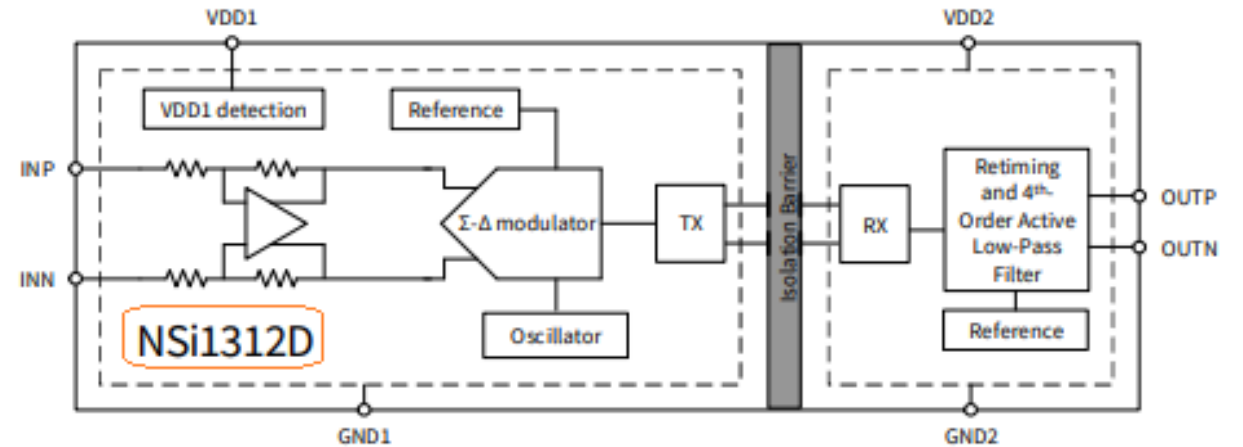 VDD1
VDD2
VDD1 detection
Reference
INP
INN
Σ-Δ modulator
TX
Isolation Barrier
RX
Retiming
and 4th-
Order Active
Low-Pass
Filter
OUTP
OUTN
NSi1312D
Oscillator
Reference
GND1
GND2